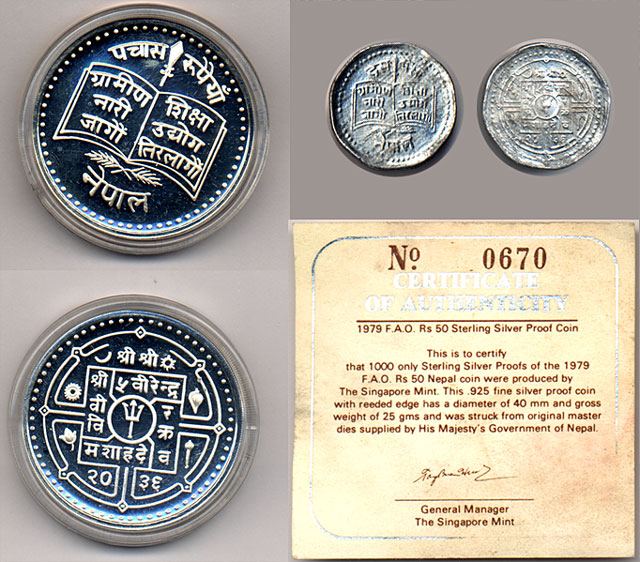 पचास रूपैयाँ
ग्रामीण
नारी
जागौं
शिक्षा
उद्योग
तिरलागौं
नेपाल
ग्रामीण
नारी
जागौं
शिक्षा
उद्योग
तिरलागौं
नेपाल
श्री श्री
श्री ५ वीरेन्द्र
वी र
वि क्र
म शाहदे व
२०३६
No 0670
CERTIFICATE
OF AUTHENTICITY
1979 F.A.O. Rs 50 Sterling Silver Proof Coin
This is to certify
that 1000 only Sterling Silver Proofs of the 1979
F.A.O. Rs 50 Nepal coin were produced by
The Singapore Mint. This .925 fine silver proof coin
with reeded edge has a diameter of 40 mm and gross
weight of 25 gms and was struck from original master
dies supplied by His Majesty's Government of Nepal.
General Manager
The Singapore Mint